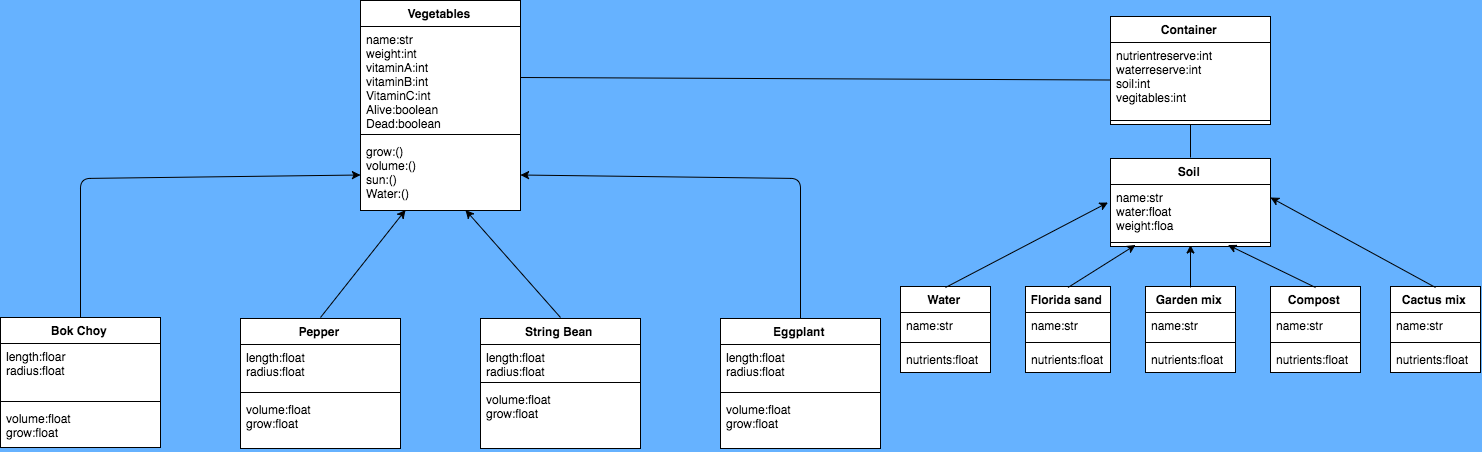 Vegetables
name:str
weight:int
vitaminA:int
vitaminB:int
VitaminC:int
Alive:boolean
Dead:boolean
grow:()
volume:()
sun:()
Water:()
Container
nutrientreserve:int
waterreserve:int
soil:int
vegitables:int
Soil
name:str
water:float
weight:floa
Bok Choy
length:floar
radius:float
volume:float
grow:float
Pepper
length:float
radius:float
volume:float
grow:float
String Bean
length:float
radius:float
volume:float
grow:float
Eggplant
length:float
radius:float
volume:float
grow:float
Water
name:str
nutrients:float
Florida sand
name:str
nutrients:float
Garden mix
name:str
nutrients:float
Compost
name:str
nutrients:float
Cactus mix
name:str
nutrients:float